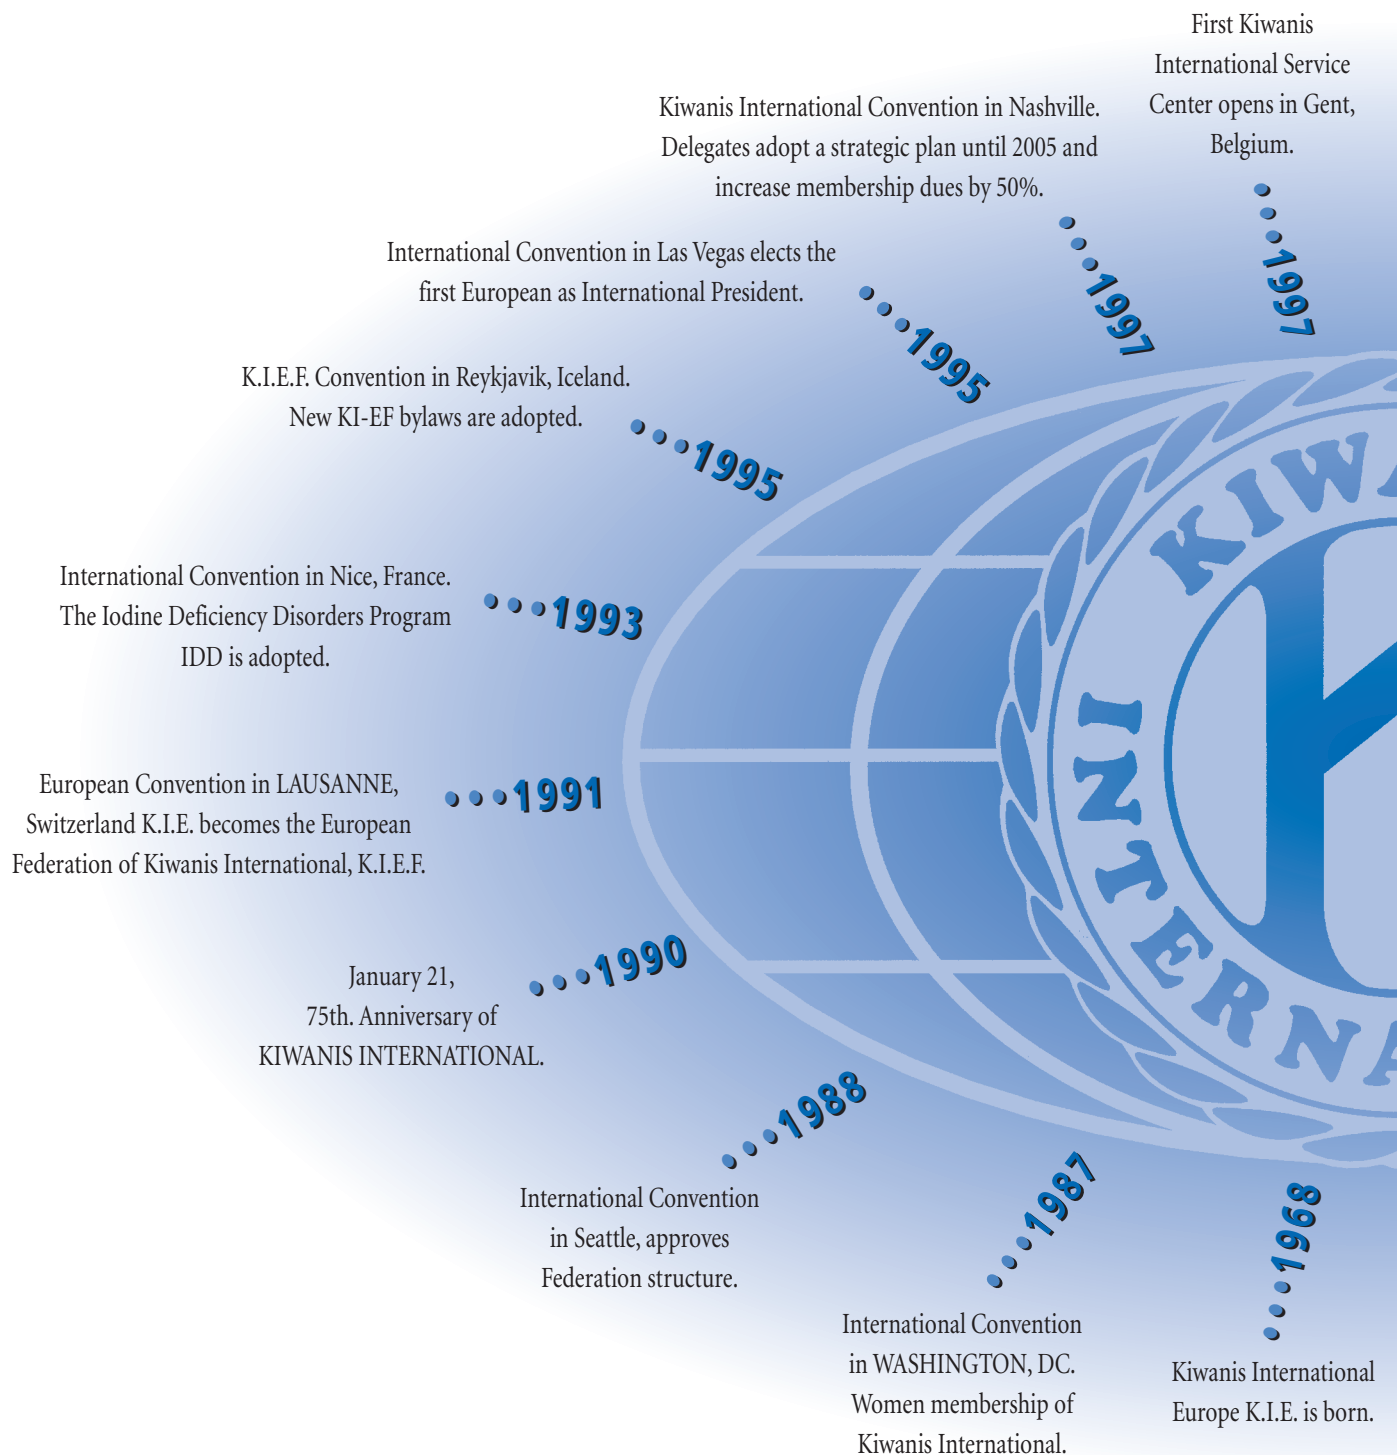 First Kiwanis
International Service
Center opens in Gent,
Belgium.
1997
Kiwanis International Convention in Nashville.
Delegates adopt a strategic plan until 2005 and
increase membership dues by 50%.
1997
International Convention in Las Vegas elects the
first European as International President.
1995
K.I.E.F. Convention in Reykjavik, Iceland.
New KI-EF bylaws are adopted.
1995
International Convention in Nice, France.
The Iodine Deficiency Disorders Program
IDD is adopted.
1993
European Convention in LAUSANNE,
Switzerland K.I.E. becomes the European
Federation of Kiwanis International, K.I.E.F.
1991
January 21,
75th. Anniversary of
KIWANIS INTERNATIONAL.
1990
International Convention
in Seattle, approves
Federation structure.
1988
International Convention
in WASHINGTON, DC.
Women membership of
Kiwanis International.
1987
Kiwanis International
Europe K.I.E. is born.
1968
KIWA
INTERNA
K